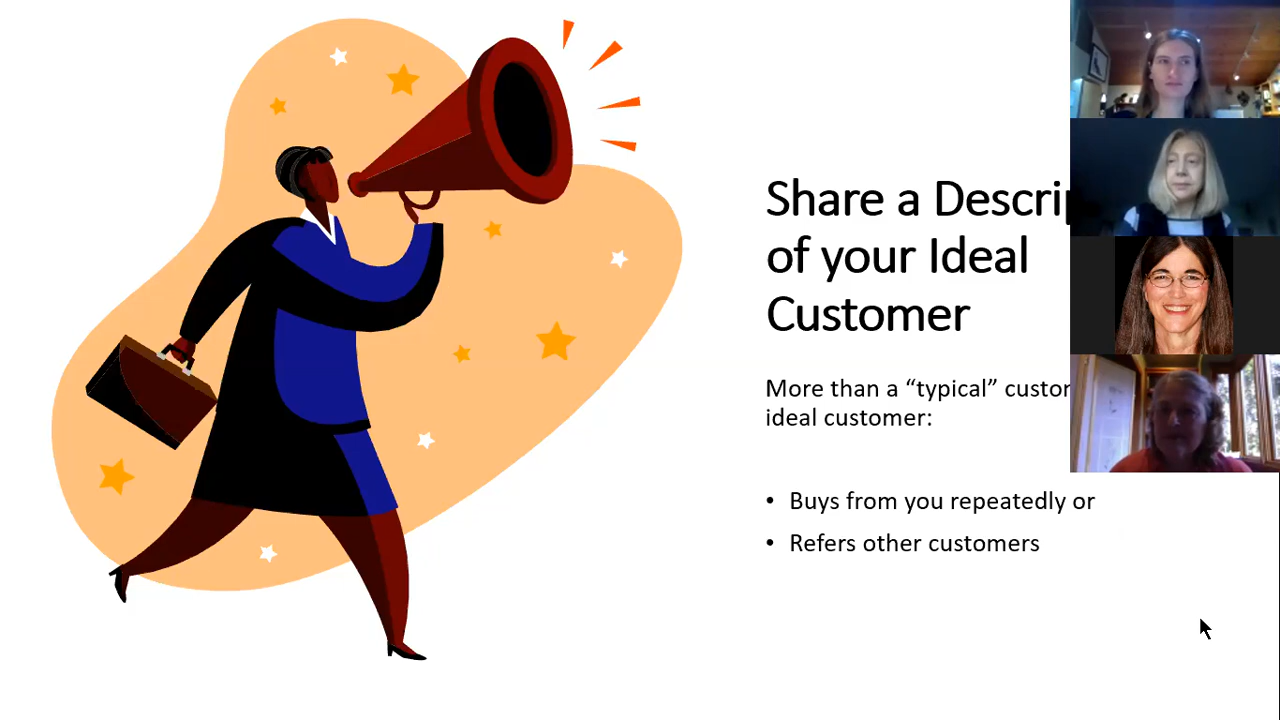 Share a Descrip
of your Ideal
Customer
More than a “typical” custor
ideal customer:
• Buys from you repeatedly or
• Refers other customers